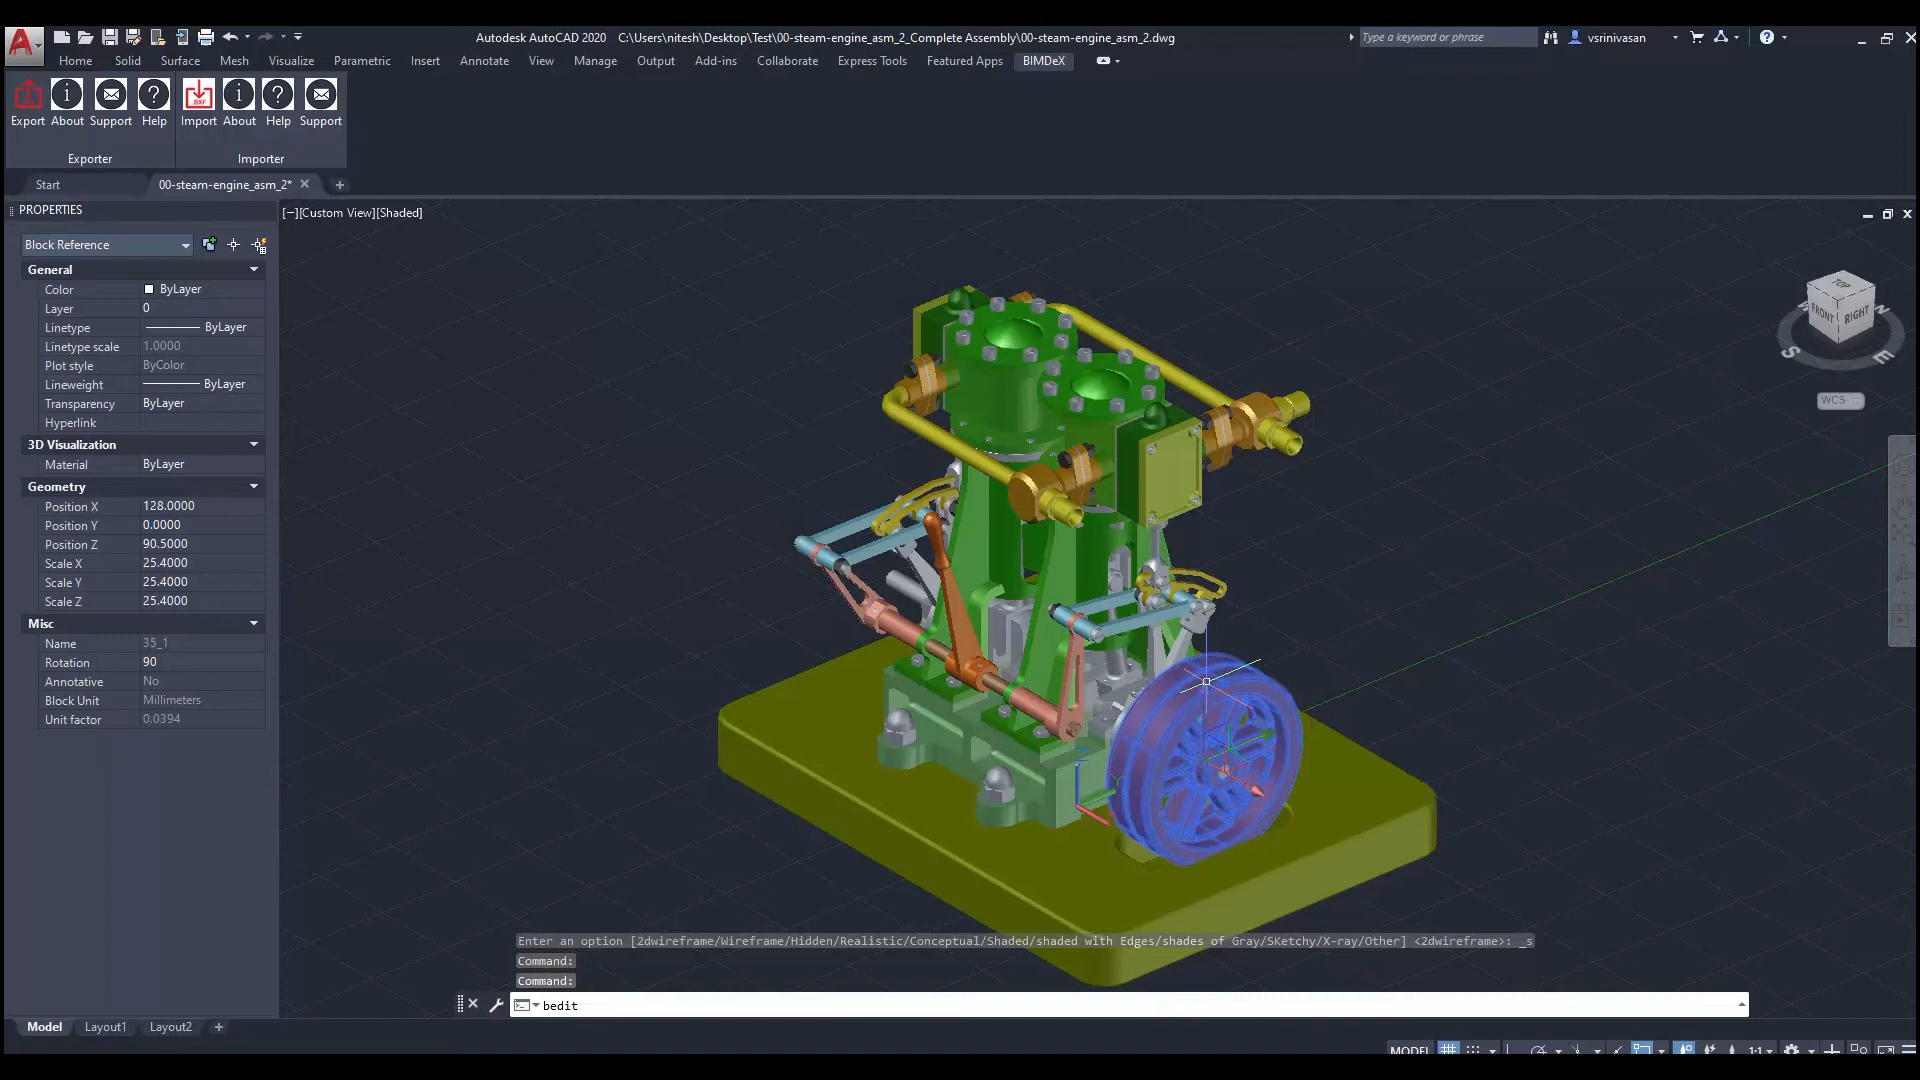 Autodesk AutoCAD 2020 C:\Users\nitesh\Desktop\Test\00-steam-engine_asm_2_Complete Assembly\00-steam-engine_asm_2.dwg
Type a keyword or phrase
vsrinivasan
Home Solid Surface Mesh Visualize Parametric Insert Annotate View Manage Output Add-ins Collaborate Express Tools Featured Apps BIMDeX
Export About Support Help Import About Help Support
Exporter Importer
Start 00-steam-engine_asm_2*
PROPERTIES
[−][Custom View][Shaded]
Block Reference
General
Color ByLayer
Layer 0
Linetype ByLayer
Linetype scale 1.0000
Plot style ByColor
Lineweight ByLayer
Transparency ByLayer
Hyperlink
3D Visualization
Material ByLayer
Geometry
Position X 128.0000
Position Y 0.0000
Position Z 90.5000
Scale X 25.4000
Scale Y 25.4000
Scale Z 25.4000
Misc
Name 35_1
Rotation 90
Annotative No
Block Unit Millimeters
Unit factor 0.0394
TOP
FRONT RIGHT
W N
S E
WCS
Enter an option [2dwireframe/Wireframe/Hidden/Realistic/Conceptual/Shaded/shaded with Edges/shades of Gray/SKetchy/X-ray/Other] <2dwireframe>: _s
Command:
Command:
bedit
Model Layout1 Layout2
MODEL 1:1